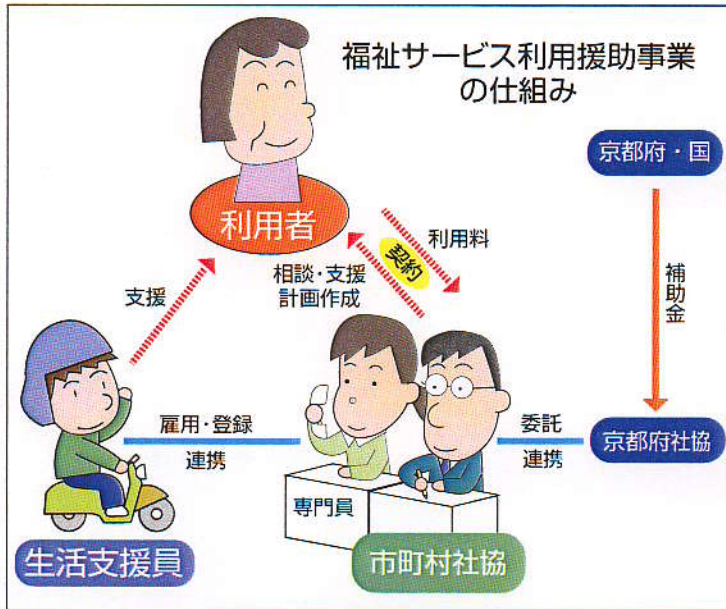 福祉サービス利用援助事業
の仕組み
京都府・国
利用者
利用料
契約
相談・支援
計画作成
支援
補助金
雇用・登録
連携
委託
連携
京都府社協
専門員
生活支援員
市町村社協